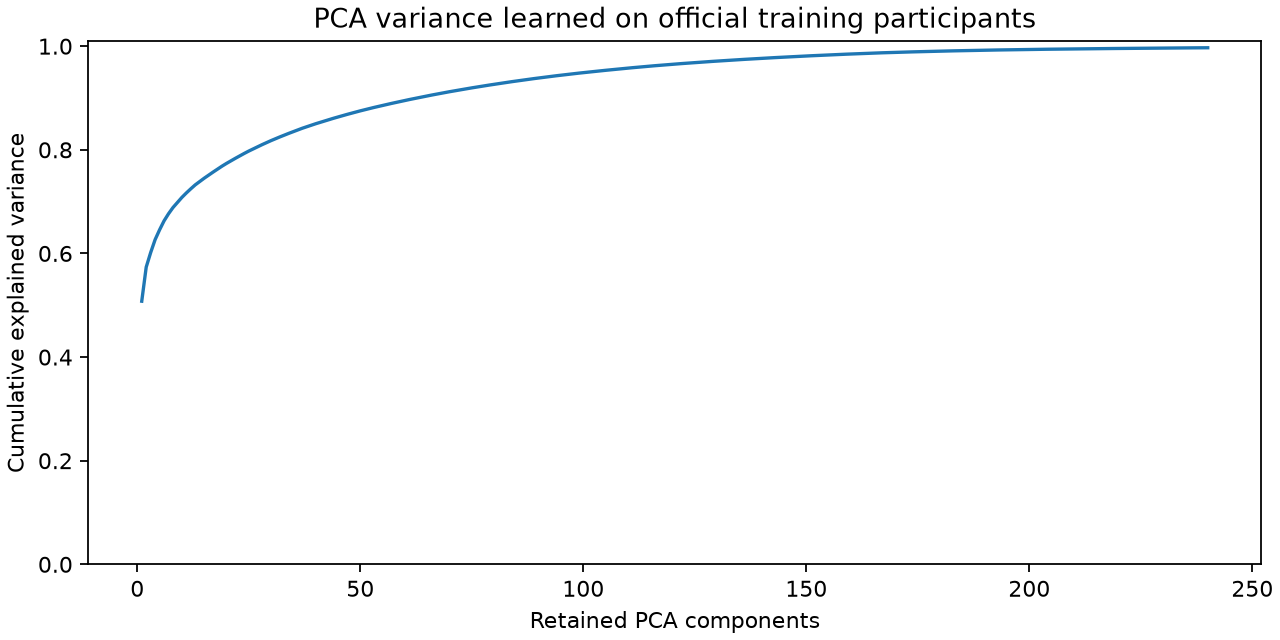 PCA variance learned on official training participants
Cumulative explained variance
1.0
0.8
0.6
0.4
0.2
0.0
0 50 100 150 200 250
Retained PCA components